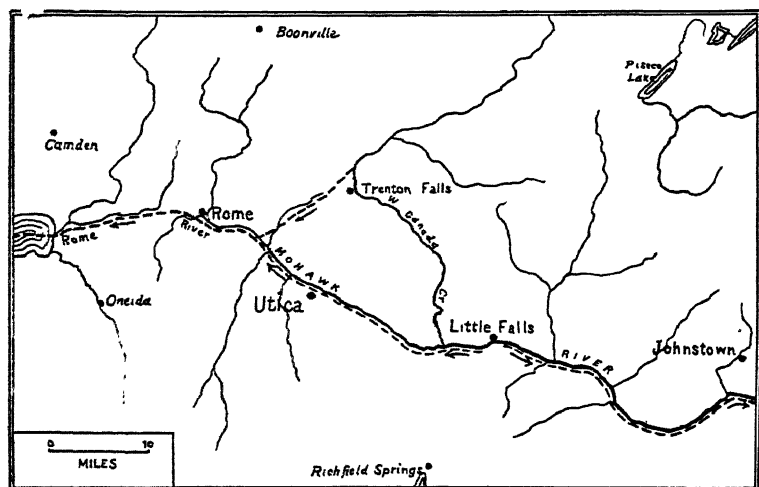 Boonville
Piseco
Lake
Camden
Trenton Falls
Rome
W Canada
Cr
River
Rome
MOHAWK
Oneida
Utica
Little Falls
RIVER
Johnstown
0 10
MILES
Richfield Springs